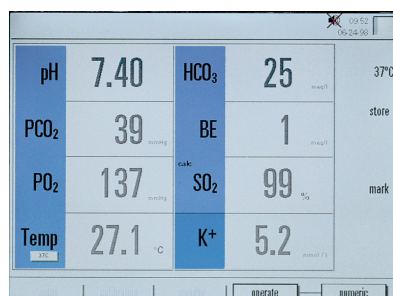 09:52
06-24-98
pH 7.40 HCO₃ 25 meq/l 37°C
store
PCO₂ 39 mmHg BE 1 meq/l
calc
PO₂ 137 mmHg SO₂ 99 % mark
Temp 27.1 °C K⁺ 5.2 mmol/l
37C
operate numeric